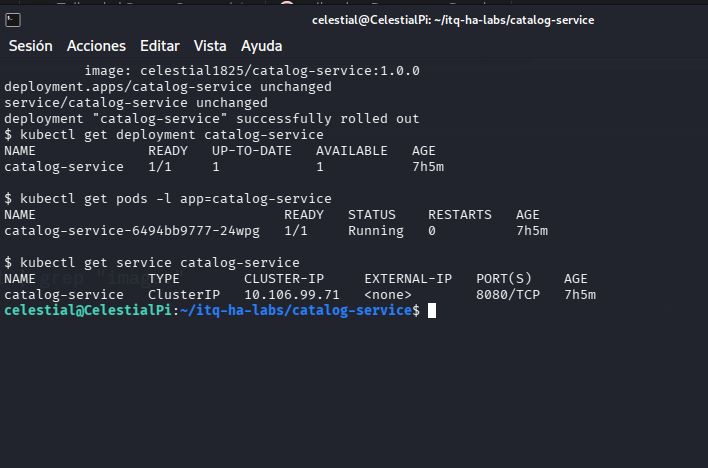 celestial@CelestialPi: ~/itq-ha-labs/catalog-service
Sesión Acciones Editar Vista Ayuda
image: celestial1825/catalog-service:1.0.0
deployment.apps/catalog-service unchanged
service/catalog-service unchanged
deployment "catalog-service" successfully rolled out
$ kubectl get deployment catalog-service
NAME READY UP-TO-DATE AVAILABLE AGE
catalog-service 1/1 1 1 7h5m
$ kubectl get pods -l app=catalog-service
NAME READY STATUS RESTARTS AGE
catalog-service-6494bb9777-24wpg 1/1 Running 0 7h5m
$ kubectl get service catalog-service
NAME TYPE CLUSTER-IP EXTERNAL-IP PORT(S) AGE
catalog-service ClusterIP 10.106.99.71 <none> 8080/TCP 7h5m
celestial@CelestialPi:~/itq-ha-labs/catalog-service$